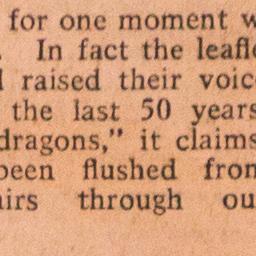 for one moment w
. In fact the leafle
raised their voic
the last 50 years
dragons," it claims
been flushed from
airs through ou